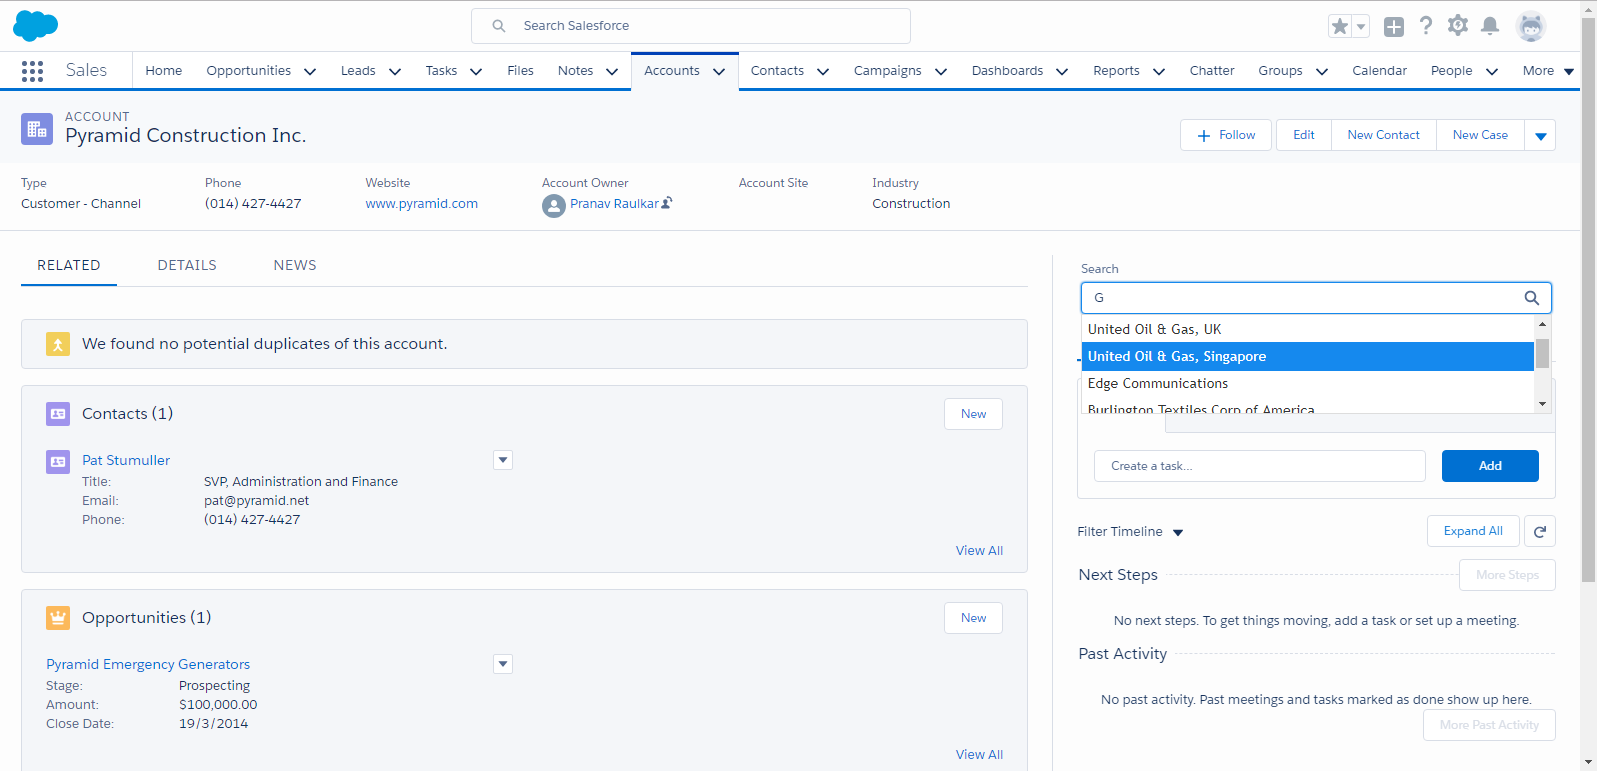 Search Salesforce
Sales
Home Opportunities Leads Tasks Files Notes Accounts Contacts Campaigns Dashboards Reports Chatter Groups Calendar People More
ACCOUNT
Pyramid Construction Inc.
Follow Edit New Contact New Case
Type Phone Website Account Owner Account Site Industry
Customer - Channel (014) 427-4427 www.pyramid.com Pranav Raulkar Construction
RELATED DETAILS NEWS
We found no potential duplicates of this account.
Contacts (1) New
Pat Stumuller
Title: SVP, Administration and Finance
Email: pat@pyramid.net
Phone: (014) 427-4427
View All
Opportunities (1) New
Pyramid Emergency Generators
Stage: Prospecting
Amount: $100,000.00
Close Date: 19/3/2014
View All
Search
G
United Oil & Gas, UK
United Oil & Gas, Singapore
Edge Communications
Burlington Textiles Corp of America
Create a task... Add
Filter Timeline Expand All
Next Steps More Steps
No next steps. To get things moving, add a task or set up a meeting.
Past Activity
No past activity. Past meetings and tasks marked as done show up here.
More Past Activity